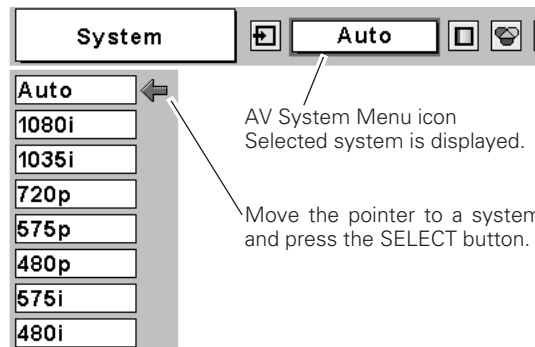 System
Auto
Auto
1080i
1035i
720p
575p
480p
575i
480i
AV System Menu icon
Selected system is displayed.
Move the pointer to a system
and press the SELECT button.